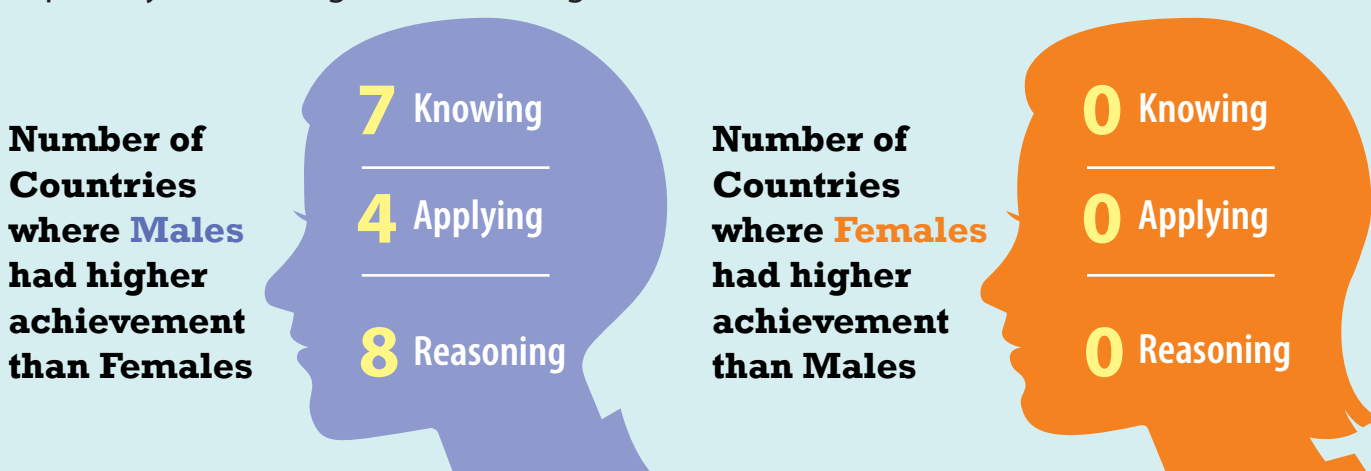 Number of
Countries
where Males
had higher
achievement
than Females
7 Knowing
4 Applying
8 Reasoning
Number of
Countries
where Females
had higher
achievement
than Males
0 Knowing
0 Applying
0 Reasoning